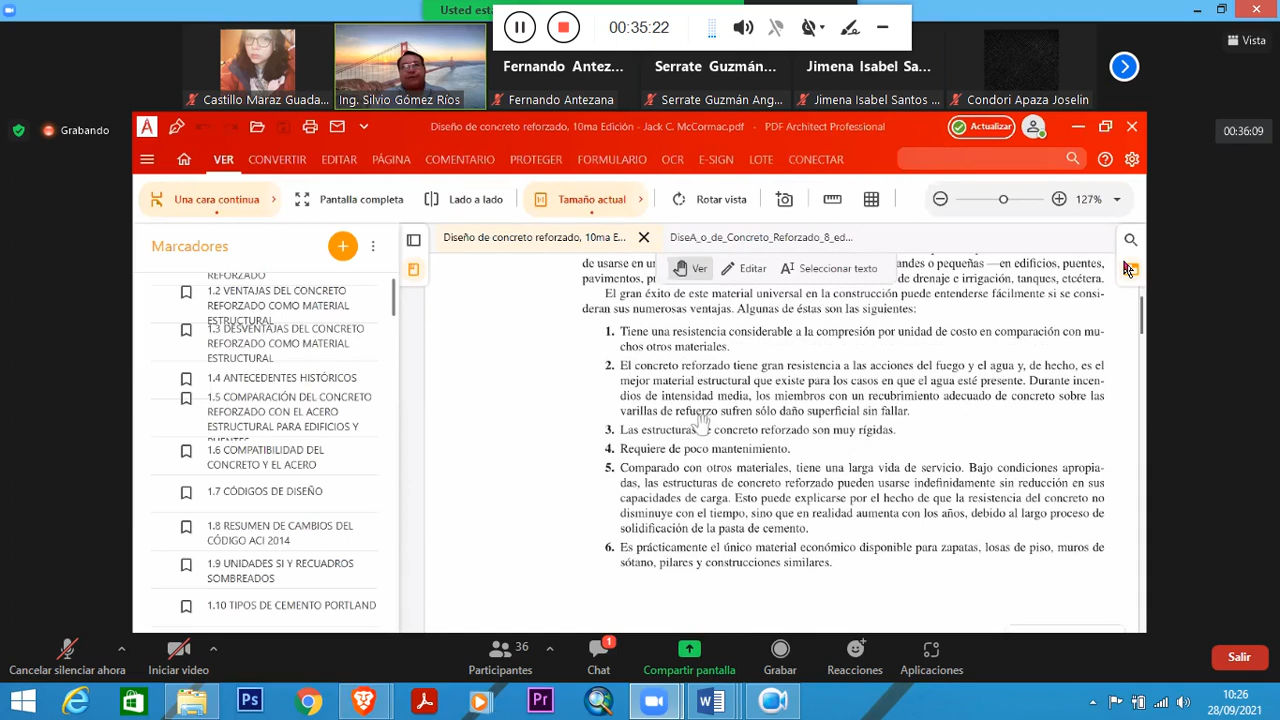 Usted está
00:35:22
Vista
Fernando Antezan...
Serrate Guzmán...
Jimena Isabel Sa...
Castillo Maraz Guada...
Ing. Silvio Gómez Ríos
Fernando Antezana
Serrate Guzmán Ang...
Jimena Isabel Santos ...
Condori Apaza Joselin
Grabando
00:36:09
Diseño de concreto reforzado, 10ma Edición - Jack C. McCormac.pdf - PDF Architect Professional
Actualizar
VER CONVERTIR EDITAR PÁGINA COMENTARIO PROTEGER FORMULARIO OCR E-SIGN LOTE CONECTAR
Una cara continua
Pantalla completa
Lado a lado
Tamaño actual
Rotar vista
127%
Marcadores
Diseño de concreto reforzado, 10ma E...
DiseA_o_de_Concreto_Reforzado_8_ed...
Ver
Editar
Seleccionar texto
REFORZADO
1.2 VENTAJAS DEL CONCRETO
REFORZADO COMO MATERIAL
ESTRUCTURAL
1.3 DESVENTAJAS DEL CONCRETO
REFORZADO COMO MATERIAL
ESTRUCTURAL
1.4 ANTECEDENTES HISTÓRICOS
1.5 COMPARACIÓN DEL CONCRETO
REFORZADO CON EL ACERO
ESTRUCTURAL PARA EDIFICIOS Y
PUENTES
1.6 COMPATIBILIDAD DEL
CONCRETO Y EL ACERO
1.7 CÓDIGOS DE DISEÑO
1.8 RESUMEN DE CAMBIOS DEL
CÓDIGO ACI 2014
1.9 UNIDADES SI Y RECUADROS
SOMBREADOS
1.10 TIPOS DE CEMENTO PORTLAND
de usarse en un andes o pequeñas —en edificios, puentes,
pavimentos, p de drenaje e irrigación, tanques, etcétera.
El gran éxito de este material universal en la construcción puede entenderse fácilmente si se consi-
deran sus numerosas ventajas. Algunas de éstas son las siguientes:
1. Tiene una resistencia considerable a la compresión por unidad de costo en comparación con mu-
chos otros materiales.
2. El concreto reforzado tiene gran resistencia a las acciones del fuego y el agua y, de hecho, es el
mejor material estructural que existe para los casos en que el agua esté presente. Durante incen-
dios de intensidad media, los miembros con un recubrimiento adecuado de concreto sobre las
varillas de refuerzo sufren sólo daño superficial sin fallar.
3. Las estructuras de concreto reforzado son muy rígidas.
4. Requiere de poco mantenimiento.
5. Comparado con otros materiales, tiene una larga vida de servicio. Bajo condiciones apropia-
das, las estructuras de concreto reforzado pueden usarse indefinidamente sin reducción en sus
capacidades de carga. Esto puede explicarse por el hecho de que la resistencia del concreto no
disminuye con el tiempo, sino que en realidad aumenta con los años, debido al largo proceso de
solidificación de la pasta de cemento.
6. Es prácticamente el único material económico disponible para zapatas, losas de piso, muros de
sótano, pilares y construcciones similares.
36
1
Cancelar silenciar ahora
Iniciar video
Participantes
Chat
Compartir pantalla
Grabar
Reacciones
Aplicaciones
Salir
Ps
Pr
10:26
28/09/2021